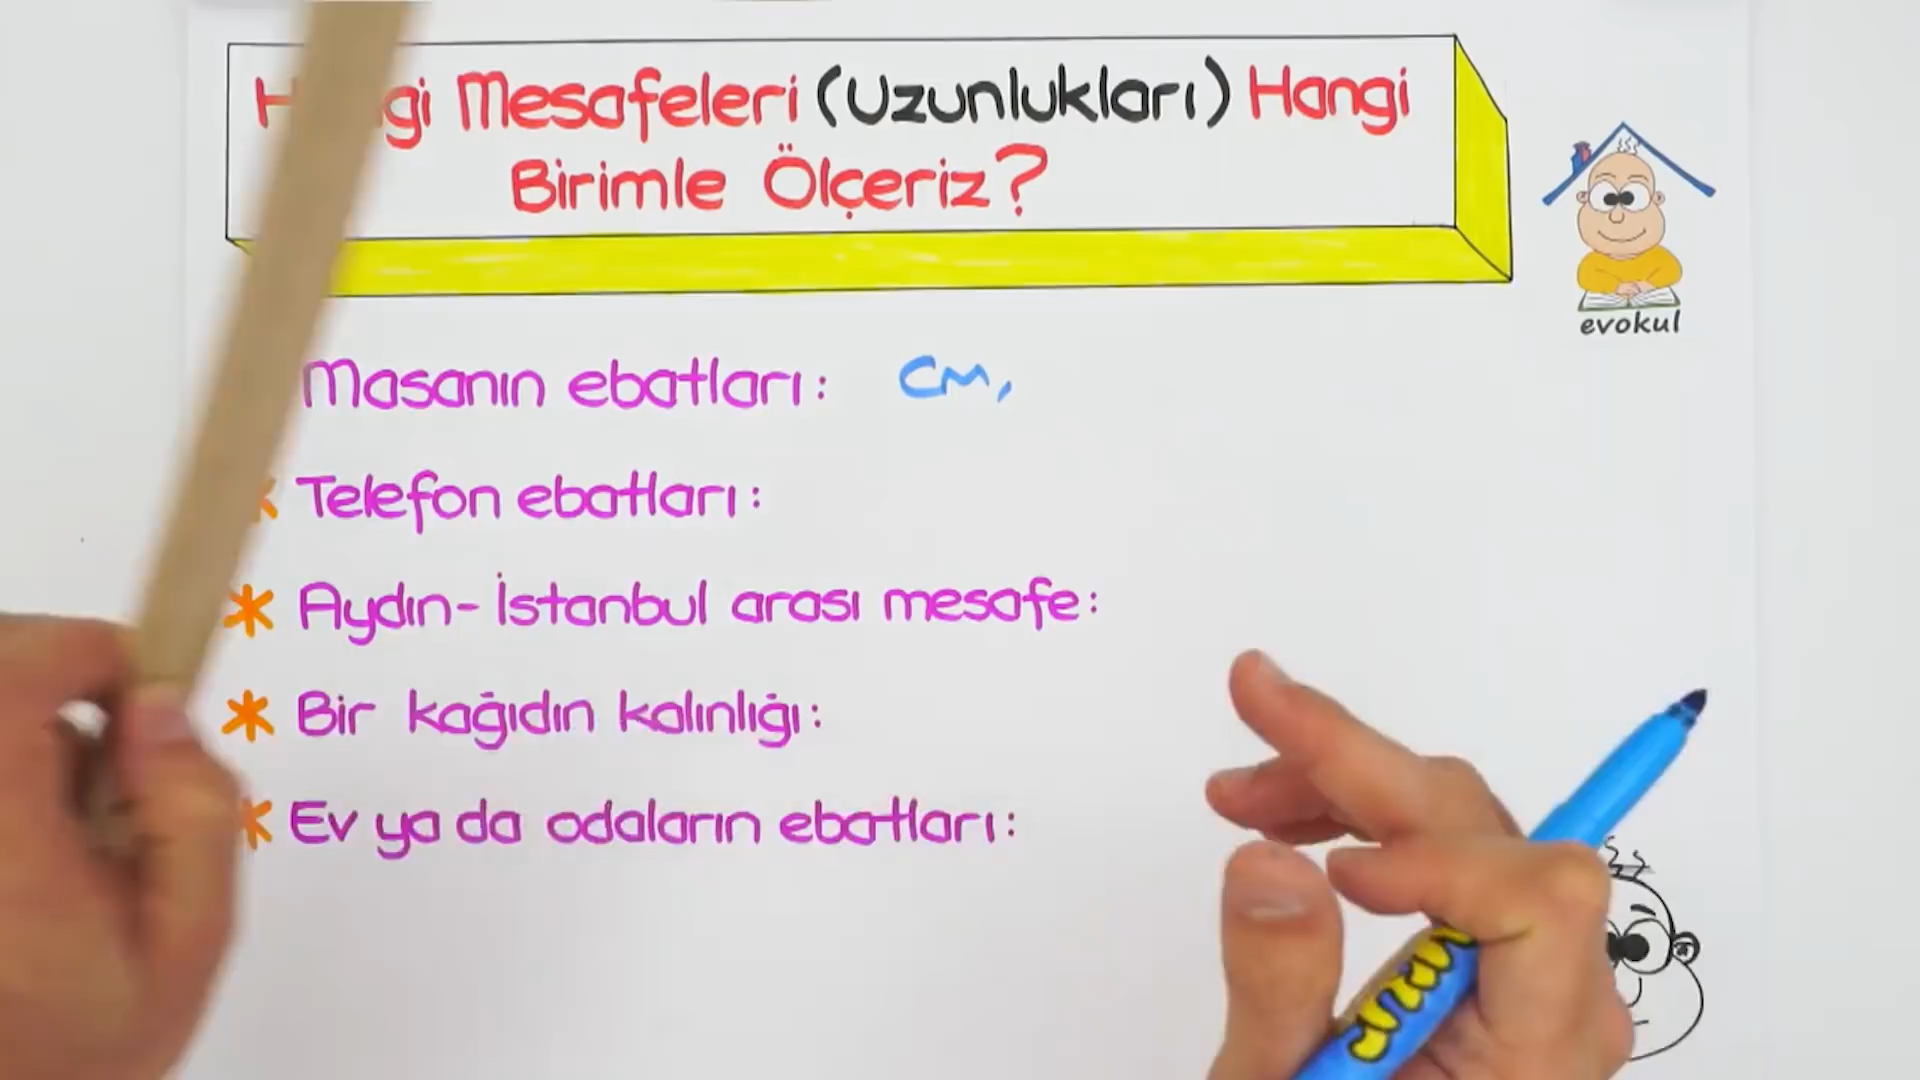 gi Mesafeleri (Uzunlukları) Hangi
Birimle Ölçeriz?
evokul
Masanın ebatları: cm,
* Telefon ebatları:
* Aydın-İstanbul arası mesafe:
* Bir kağıdın kalınlığı:
* Ev ya da odaların ebatları: